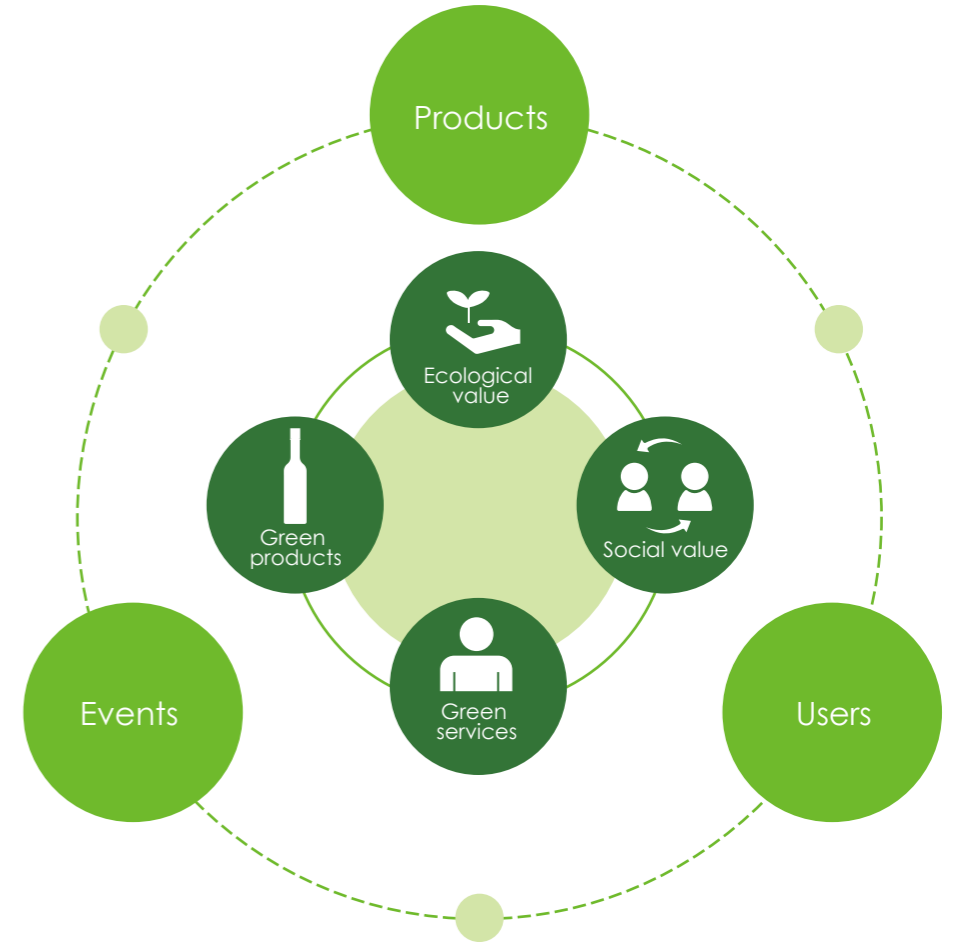 Products
Ecological
value
Green
products
Social value
Green
services
Events
Users